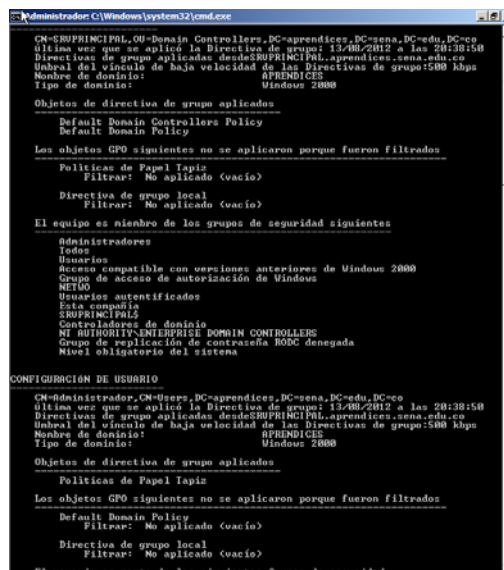 Administrador: C:\Windows\system32\cmd.exe
CN=SRVPRINCIPAL,OU=Domain Controllers,DC=aprendices,DC=sena,DC=edu,DC=co
Última vez que se aplicó la Directiva de grupo: 13/08/2012 a las 20:38:50
Directivas de grupo aplicadas desdeSRVPRINCIPAL.aprendices.sena.edu.co
Umbral del vínculo de baja velocidad de las Directivas de grupo:500 kbps
Nombre de dominio: APRENDICES
Tipo de dominio: Windows 2000
Objetos de directiva de grupo aplicados
Default Domain Controllers Policy
Default Domain Policy
Los objetos GPO siguientes no se aplicaron porque fueron filtrados
Políticas de Papel Tapiz
Filtrar: No aplicado (vacío)
Directiva de grupo local
Filtrar: No aplicado (vacío)
El equipo es miembro de los grupos de seguridad siguientes
Administradores
Todos
Usuarios
Acceso compatible con versiones anteriores de Windows 2000
Grupo de acceso de autorización de Windows
NETWO
Usuarios autentificados
Esta compañía
SRVPRINCIPAL$
Controladores de dominio
NT AUTHORITY\ENTERPRISE DOMAIN CONTROLLERS
Grupo de replicación de contraseña RODC denegada
Nivel obligatorio del sistema
CONFIGURACIÓN DE USUARIO
CN=Administrador,CN=Users,DC=aprendices,DC=sena,DC=edu,DC=co
Última vez que se aplicó la Directiva de grupo: 13/08/2012 a las 20:38:50
Directivas de grupo aplicadas desdeSRVPRINCIPAL.aprendices.sena.edu.co
Umbral del vínculo de baja velocidad de las Directivas de grupo:500 kbps
Nombre de dominio: APRENDICES
Tipo de dominio: Windows 2000
Objetos de directiva de grupo aplicados
Políticas de Papel Tapiz
Los objetos GPO siguientes no se aplicaron porque fueron filtrados
Default Domain Policy
Filtrar: No aplicado (vacío)
Directiva de grupo local
Filtrar: No aplicado (vacío)